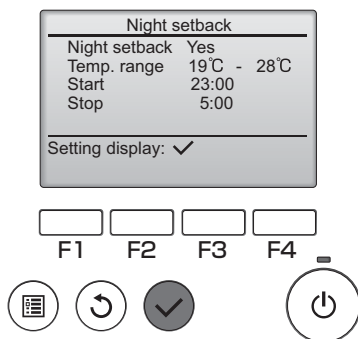 Night setback
Night setback Yes
Temp. range 19℃ - 28℃
Start 23:00
Stop 5:00
Setting display: ✓
F1 F2 F3 F4